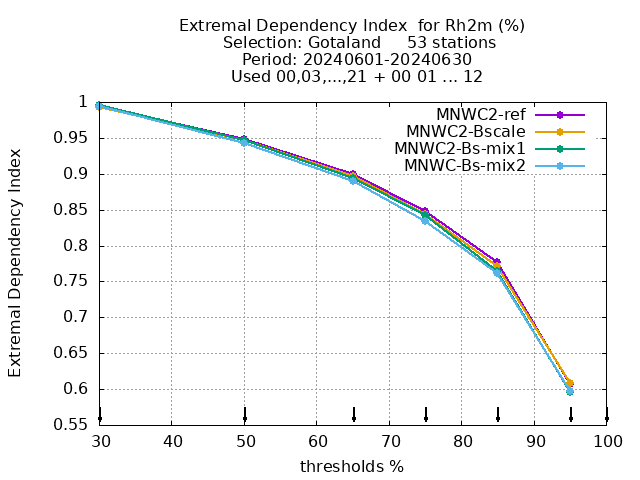 Extremal Dependency Index  for Rh2m (%)
Selection: Gotaland     53 stations
Period: 20240601-20240630
Used 00,03,...,21 + 00 01 ... 12
MNWC2-ref
MNWC2-Bscale
MNWC2-Bs-mix1
MNWC-Bs-mix2
Extremal Dependency Index
1
0.95
0.9
0.85
0.8
0.75
0.7
0.65
0.6
0.55
30 40 50 60 70 80 90 100
thresholds %